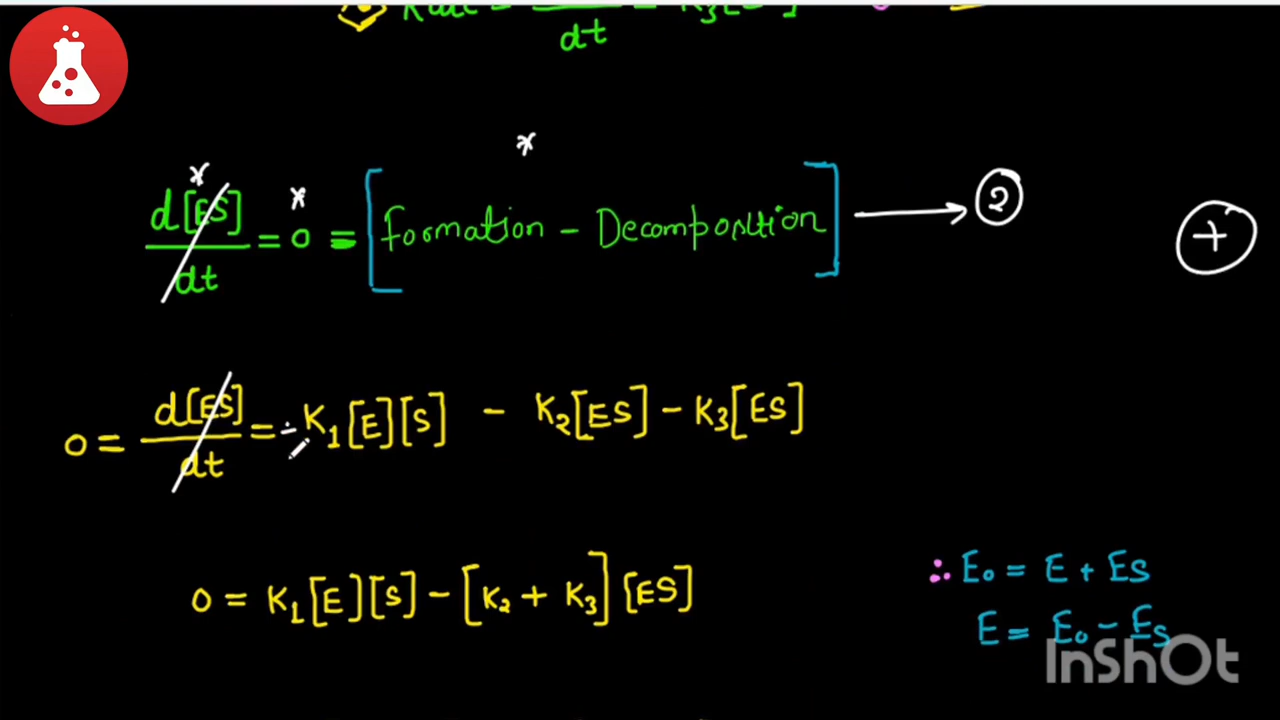 dt
d[ES]/dt = 0 = [Formation - Decomposition] → 2
+
0 = d[ES]/dt = K₁[E][S] - K₂[ES] - K₃[ES]
0 = K₁[E][S] - [K₂ + K₃][ES]
∴ E₀ = E + ES
E = E₀ - ES
InShOt